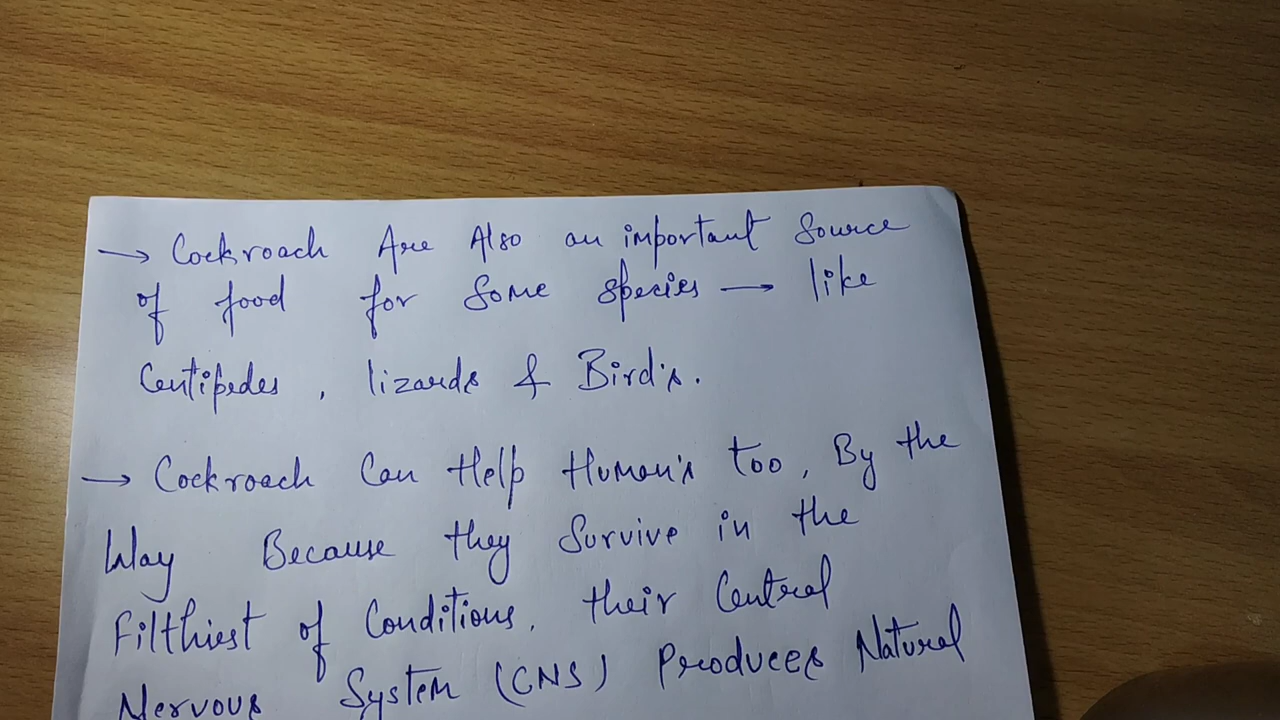 → Cockroach Are Also an important Source
of food for Some species → like
Centipedes , lizards & Bird's.
→ Cockroach Can Help Human's too, By the
Way Because they Survive in the
Filthiest of Conditions, their Central
Nervous System (CNS) Produces Natural